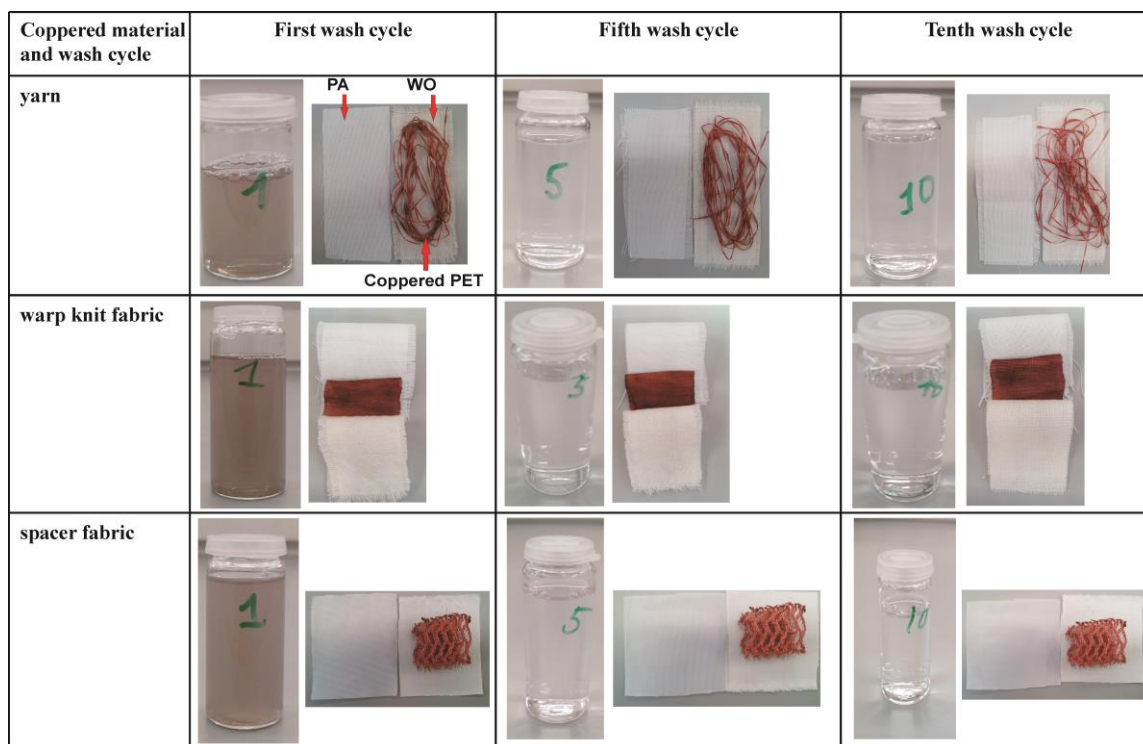 Coppered material
and wash cycle
First wash cycle
Fifth wash cycle
Tenth wash cycle
yarn
PA
WO
1
Coppered PET
5
10
warp knit fabric
1
5
10
spacer fabric
1
5
10